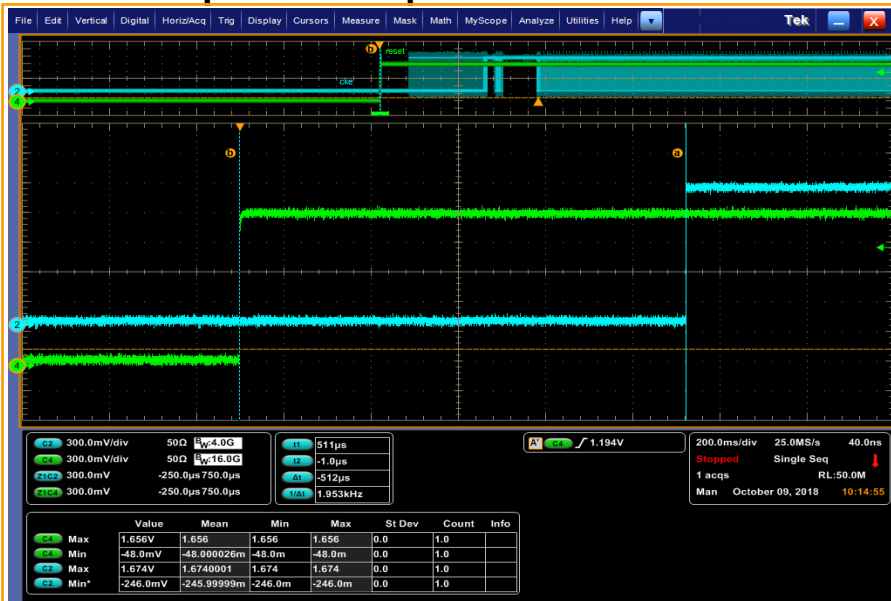 File Edit Vertical Digital Horiz/Acq Trig Display Cursors Measure Mask Math MyScope Analyze Utilities Help Tek X
b reset
cke
2
4
b a
2
4
C2 300.0mV/div 50Ω BW:4.0G
C4 300.0mV/div 50Ω BW:16.0G
Z1C2 300.0mV -250.0µs 750.0µs
Z1C4 300.0mV -250.0µs 750.0µs
t1 511µs
t2 -1.0µs
Δt -512µs
1/Δt 1.953kHz
A' C4 1.194V
200.0ms/div 25.0MS/s 40.0ns
Stopped Single Seq
1 acqs RL:50.0M
Man October 09, 2018 10:14:55
Value Mean Min Max St Dev Count Info
C4 Max 1.656V 1.656 1.656 1.656 0.0 1.0
C4 Min -48.0mV -48.000026m -48.0m -48.0m 0.0 1.0
C2 Max 1.674V 1.6740001 1.674 1.674 0.0 1.0
C2 Min* -246.0mV -245.99999m -246.0m -246.0m 0.0 1.0